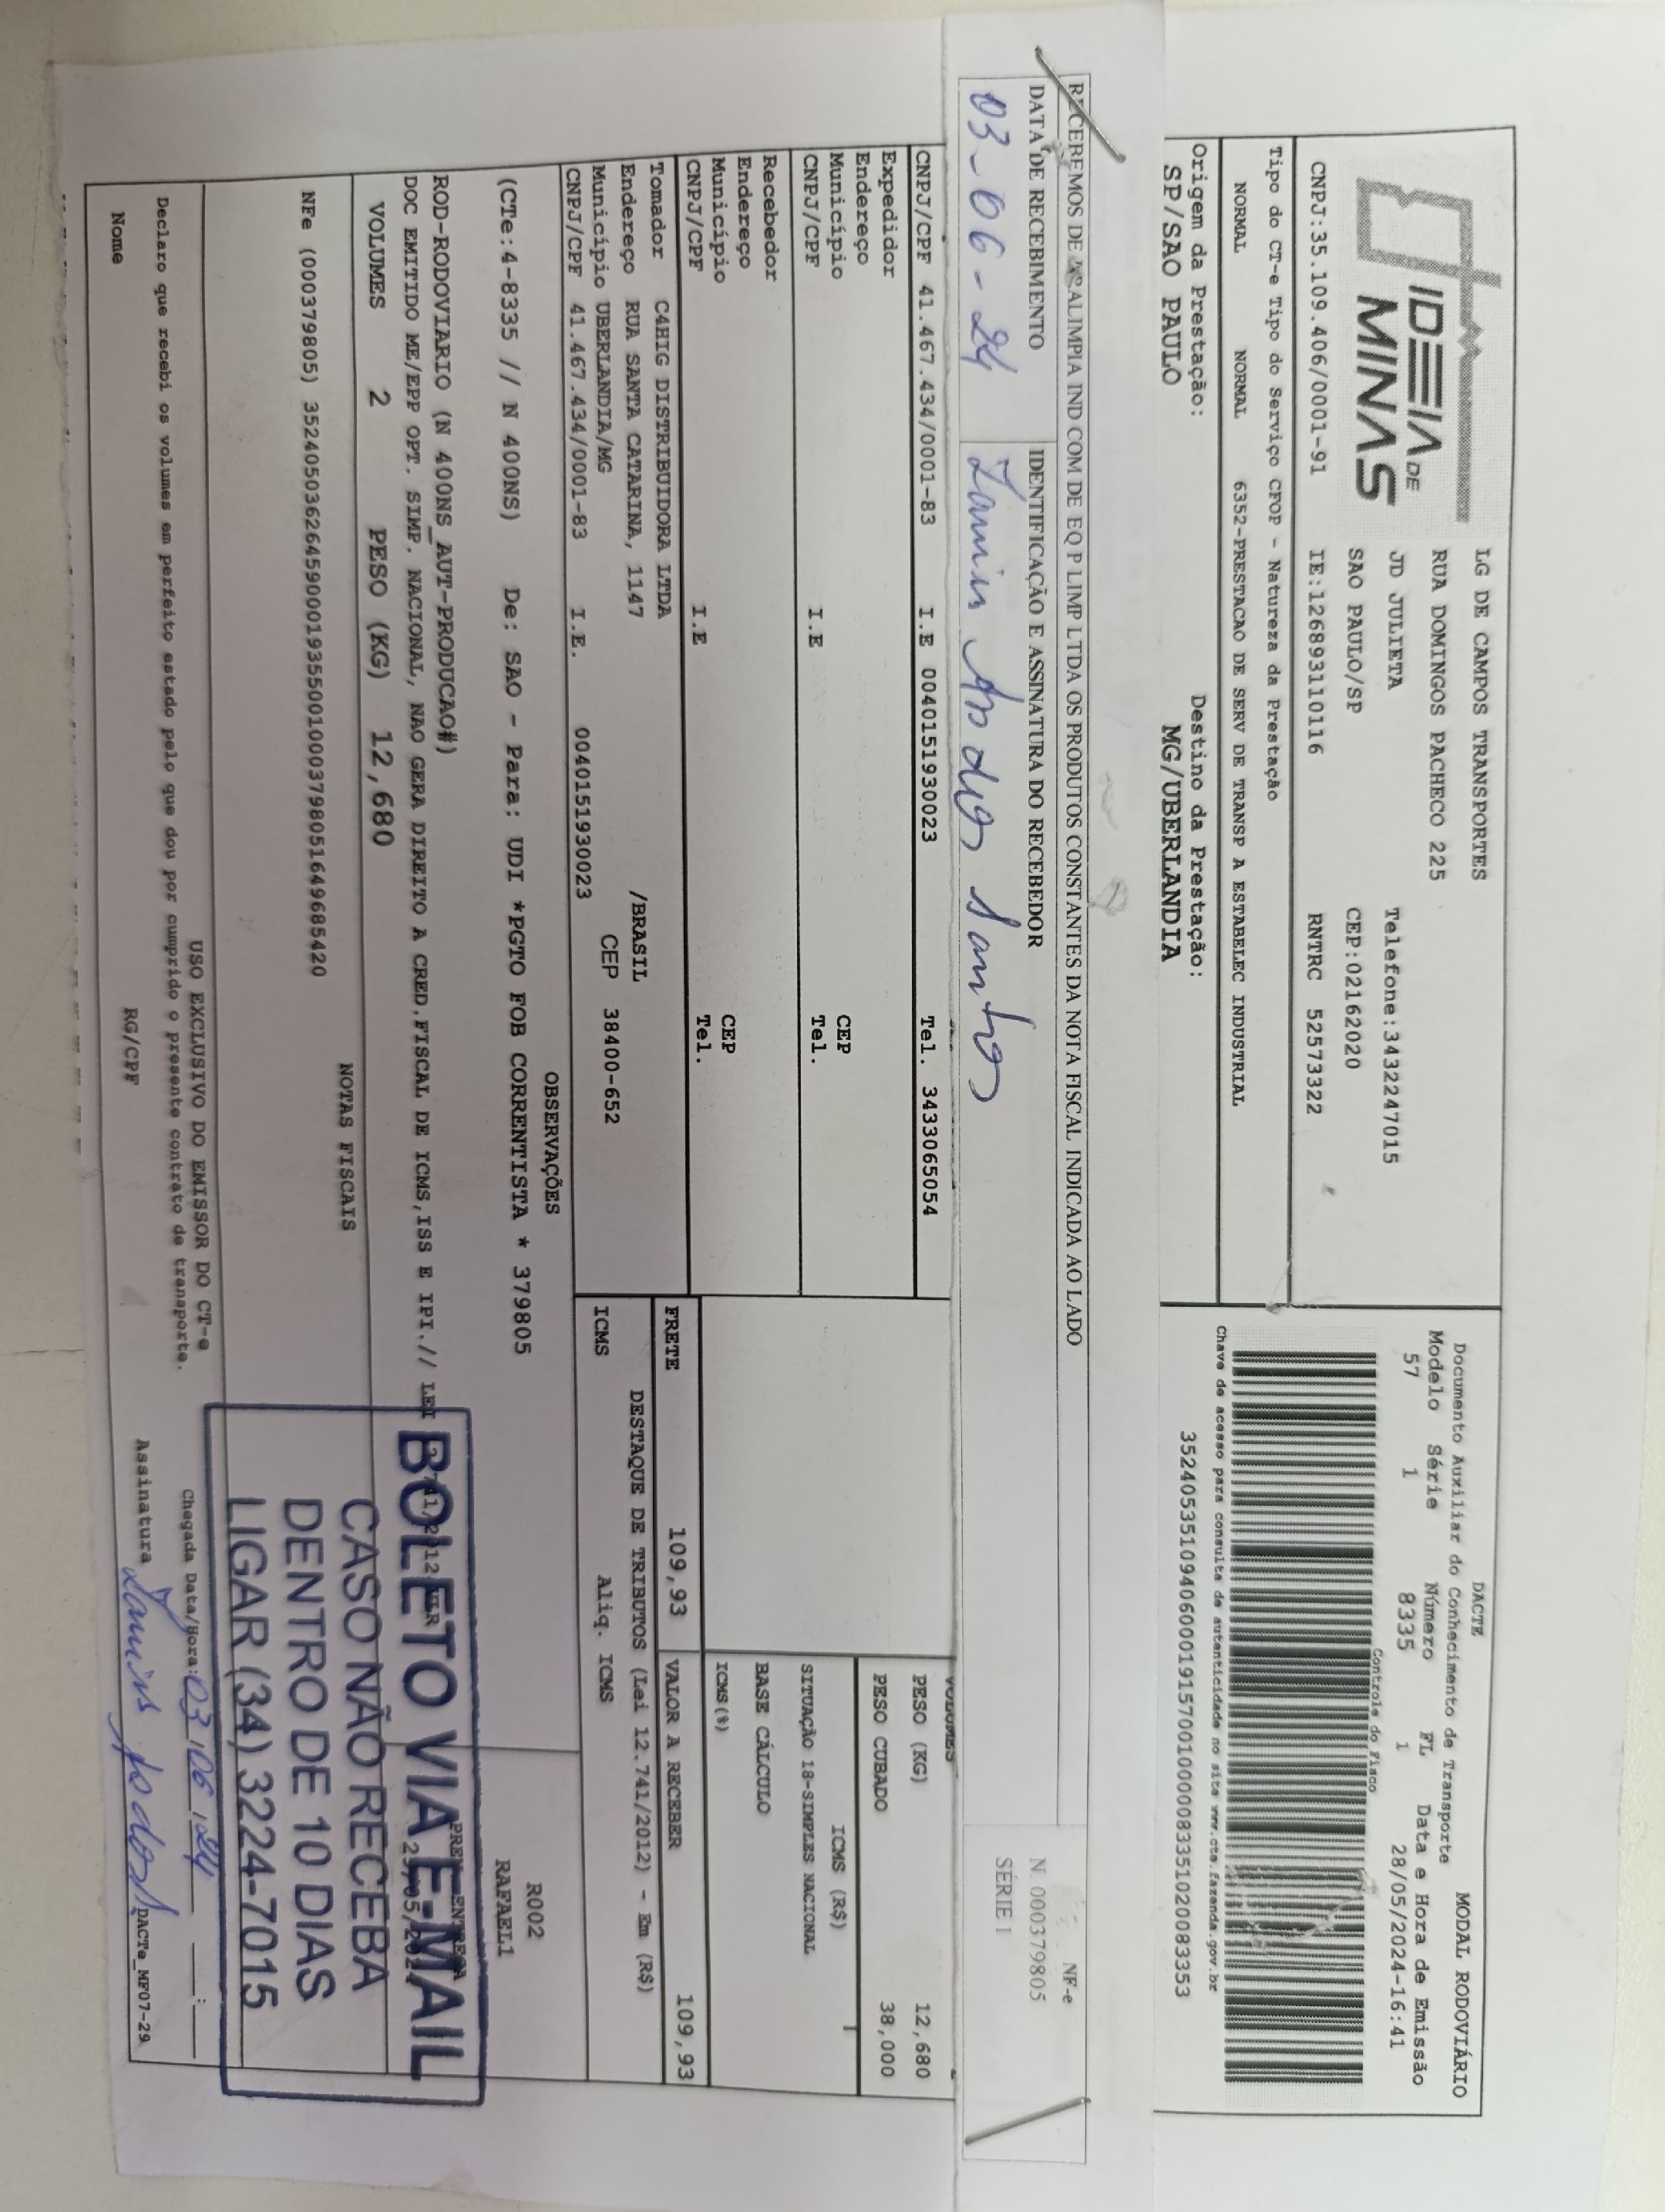 IDEIA DE
MINAS
LG DE CAMPOS TRANSPORTES
RUA DOMINGOS PACHECO 225
JD JULIETA Telefone:3432247015
SAO PAULO/SP CEP:02162020
CNPJ:35.109.406/0001-91 IE:126893110116 RNTRC 52573322
DACTE MODAL RODOVIÁRIO
Documento Auxiliar do Conhecimento de Transporte
Modelo Série Número FL Data e Hora de Emissão
57 1 8335 1 28/05/2024-16:41
Controle do Fisco
Tipo do CT-e Tipo do Serviço CFOP - Natureza da Prestação
NORMAL NORMAL 6352-PRESTACAO DE SERV DE TRANSP A ESTABELEC INDUSTRIAL
Chave de acesso para consulta de autenticidade no site www.cte.fazenda.gov.br
35240535109406000191570010000083351020083353
Origem da Prestação: Destino da Prestação:
SP/SAO PAULO MG/UBERLANDIA
RECEBEMOS DE TRALIMPIA IND COM DE EQ P LIMP LTDA OS PRODUTOS CONSTANTES DA NOTA FISCAL INDICADA AO LADO
DATA DE RECEBIMENTO IDENTIFICAÇÃO E ASSINATURA DO RECEBEDOR
03-06-24 dos Santos
NF-e
N. 000379805
SÉRIE 1
CNPJ/CPF 41.467.434/0001-83 I.E 0040151930023 Tel. 3433065054
Expedidor
Endereço
Município CEP
CNPJ/CPF I.E Tel.
Recebedor
Endereço
Município CEP
CNPJ/CPF I.E Tel.
VOLUMES
PESO (KG) 12,680
PESO CUBADO 38,000
ICMS (R$)
SITUAÇÃO 18-SIMPLES NACIONAL
BASE CÁLCULO
ICMS(%)
Tomador C4HIG DISTRIBUIDORA LTDA
Endereço RUA SANTA CATARINA, 1147 /BRASIL
Município UBERLANDIA/MG CEP 38400-652
CNPJ/CPF 41.467.434/0001-83 I.E. 0040151930023
FRETE 109,93 VALOR A RECEBER 109,93
DESTAQUE DE TRIBUTOS (Lei 12.741/2012) - Em (R$)
ICMS Aliq. ICMS
OBSERVAÇÕES
(CTe:4-8335 // N 400NS) De: SAO - Para: UDI *PGTO FOB CORRENTISTA * 379805
R002
RAFAEL1
ROD-RODOVIARIO (N 400NS_AUT-PRODUCAO#)
DOC EMITIDO ME/EPP OPT. SIMP. NACIONAL, NAO GERA DIREITO A CRED.FISCAL DE ICMS,ISS E IPI.// LEI
VOLUMES 2 PESO (KG) 12,680
NOTAS FISCAIS
NFe (000379805) 35240503626459000193550010003798051649685420
BOLETO VIA E-MAIL
CASO NÃO RECEBA
DENTRO DE 10 DIAS
LIGAR (34) 3224-7015
USO EXCLUSIVO DO EMISSOR DO CT-e
Declaro que recebi os volumes em perfeito estado pelo que dou por cumprido o presente contrato de transporte.
Chegada Data/Hora: 03/06/24 __:__
Nome RG/CPF Assinatura
DACTe_MF07-29